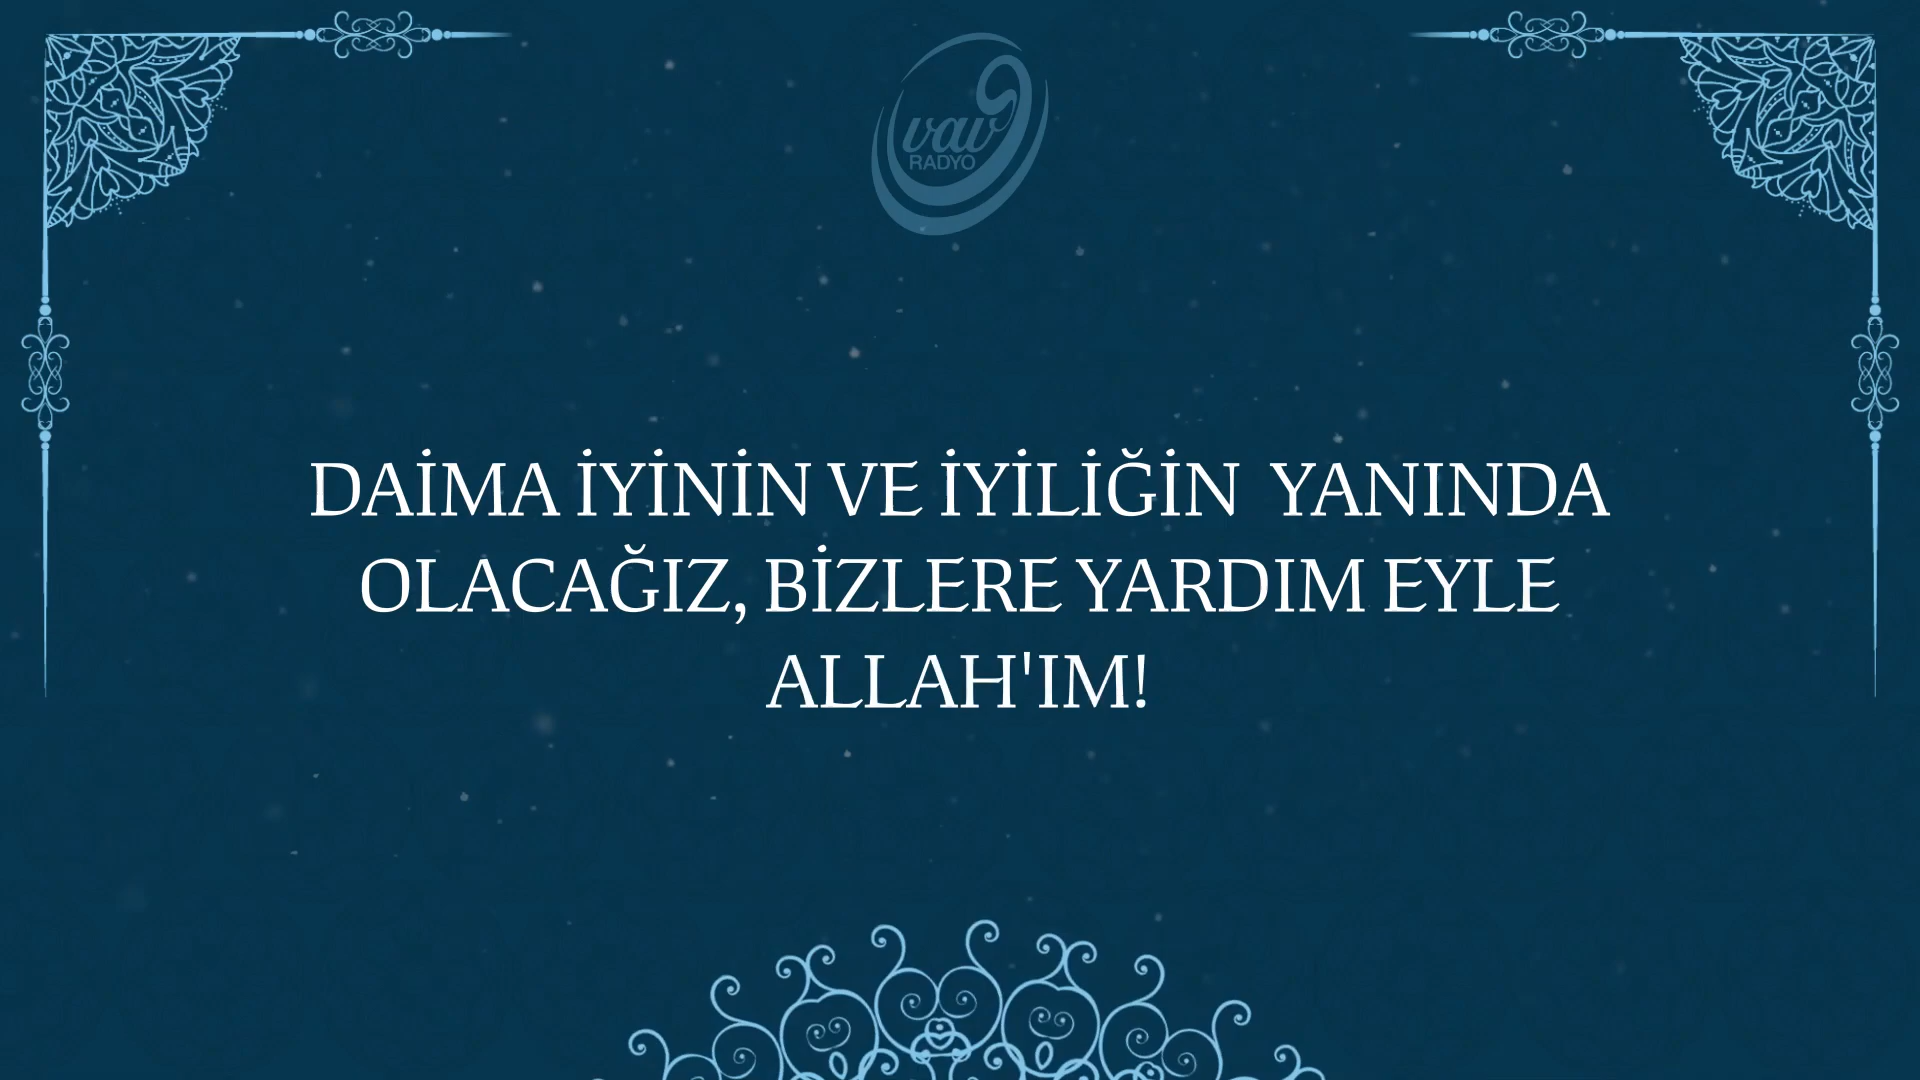 vav
RADYO
DAİMA İYİNİN VE İYİLİĞİN YANINDA
OLACAĞIZ, BİZLERE YARDIM EYLE
ALLAH'IM!